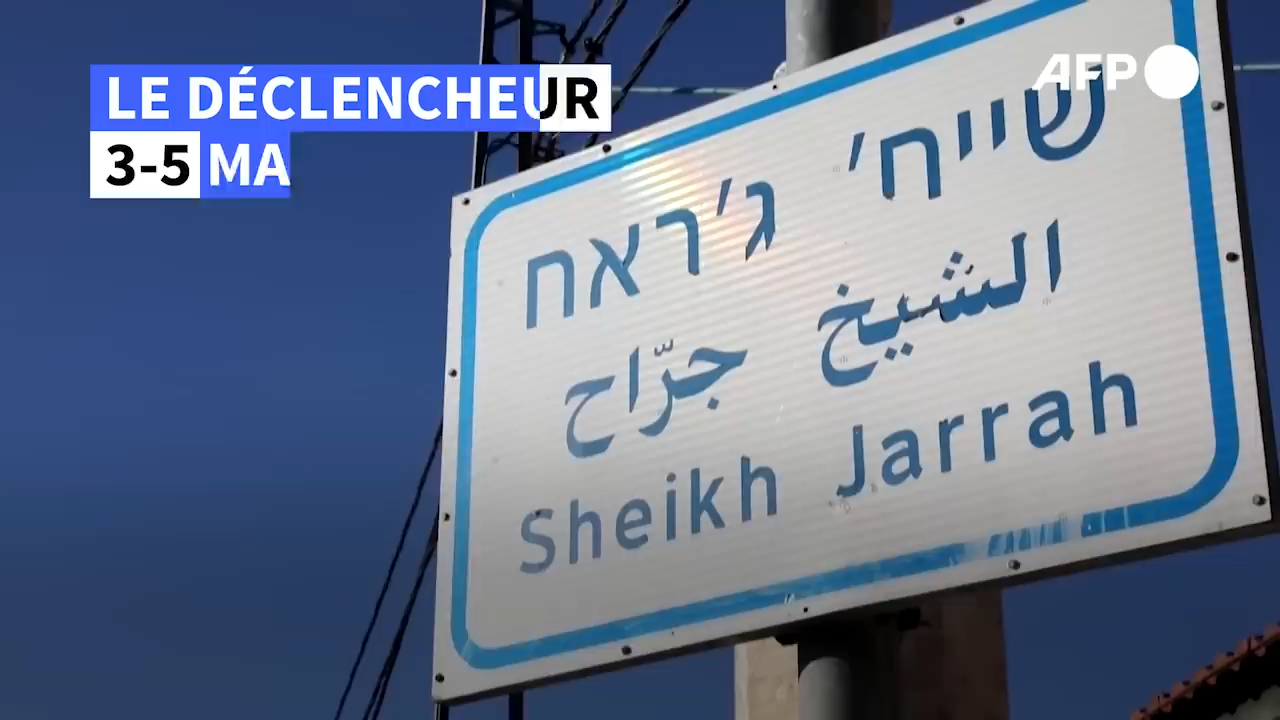 LE DÉCLENCHEUR
3-5 MA
AFP
שייח' ג'ראח
الشيخ جرّاح
Sheikh Jarrah